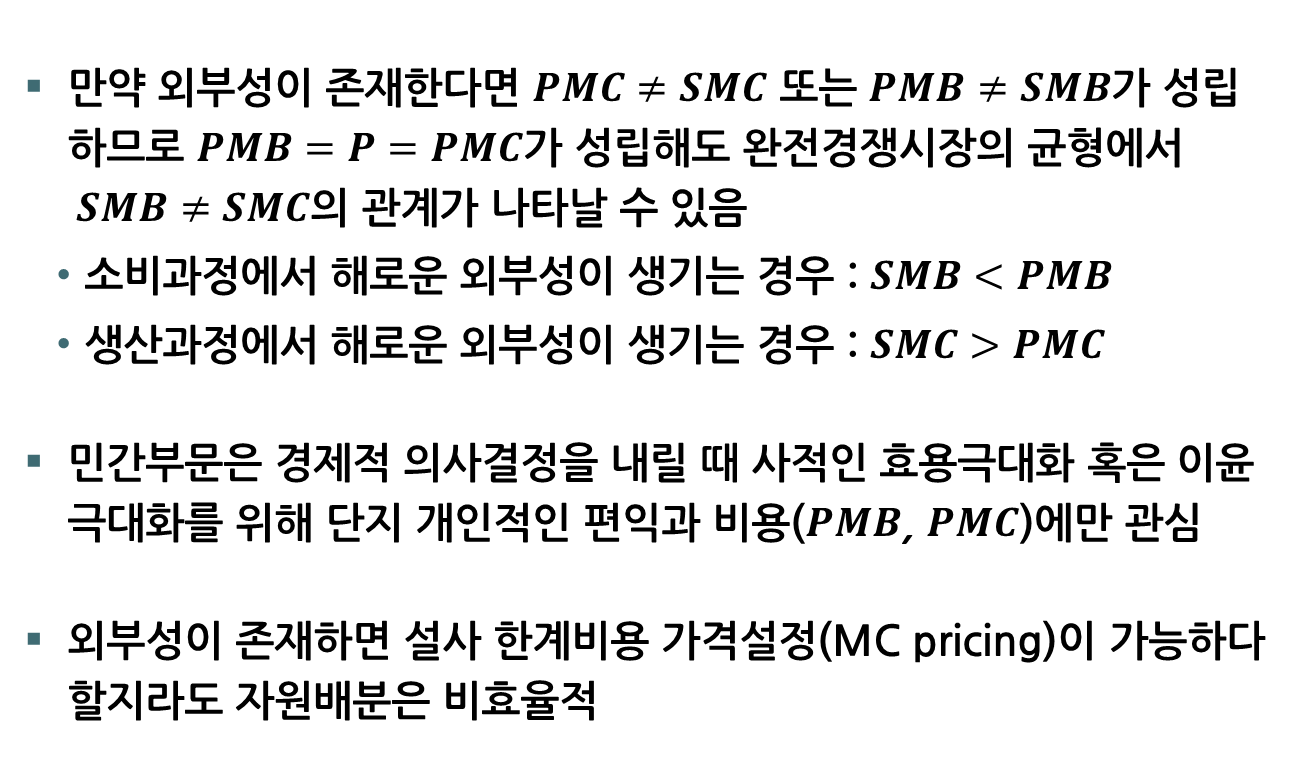 ▪ 만약 외부성이 존재한다면 PMC ≠ SMC 또는 PMB ≠ SMB가 성립
하므로 PMB = P = PMC가 성립해도 완전경쟁시장의 균형에서
SMB ≠ SMC의 관계가 나타날 수 있음
• 소비과정에서 해로운 외부성이 생기는 경우 : SMB < PMB
• 생산과정에서 해로운 외부성이 생기는 경우 : SMC > PMC
▪ 민간부문은 경제적 의사결정을 내릴 때 사적인 효용극대화 혹은 이윤
극대화를 위해 단지 개인적인 편익과 비용(PMB, PMC)에만 관심
▪ 외부성이 존재하면 설사 한계비용 가격설정(MC pricing)이 가능하다
할지라도 자원배분은 비효율적